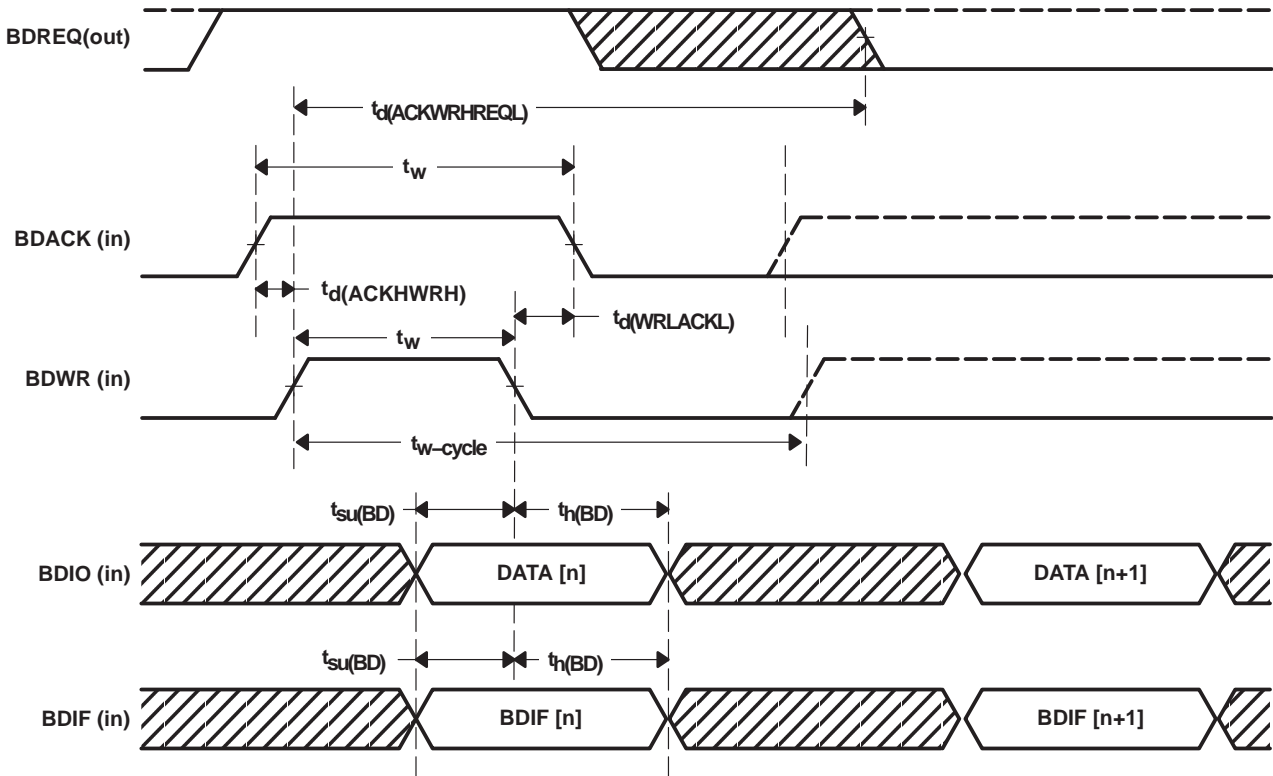 BDREQ(out)
td(ACKWRHREQL)
tw
BDACK (in)
td(ACKHWRH)
td(WRLACKL)
tw
BDWR (in)
tw–cycle
tsu(BD) th(BD)
BDIO (in) DATA [n] DATA [n+1]
tsu(BD) th(BD)
BDIF (in) BDIF [n] BDIF [n+1]